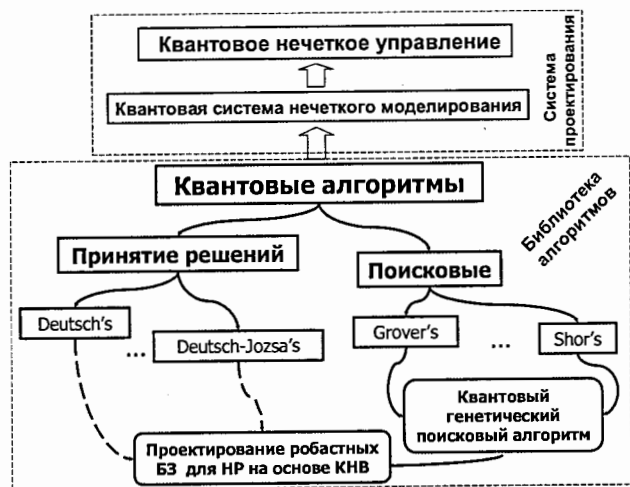 Квантовое нечеткое управление
Квантовая система нечеткого моделирования
Система
проектирования
Квантовые алгоритмы
Библиотека
алгоритмов
Принятие решений
Поисковые
Deutsch's
...
Deutsch-Jozsa's
Grover's
...
Shor's
Квантовый
генетический
поисковый алгоритм
Проектирование робастных
БЗ для НР на основе КНВ